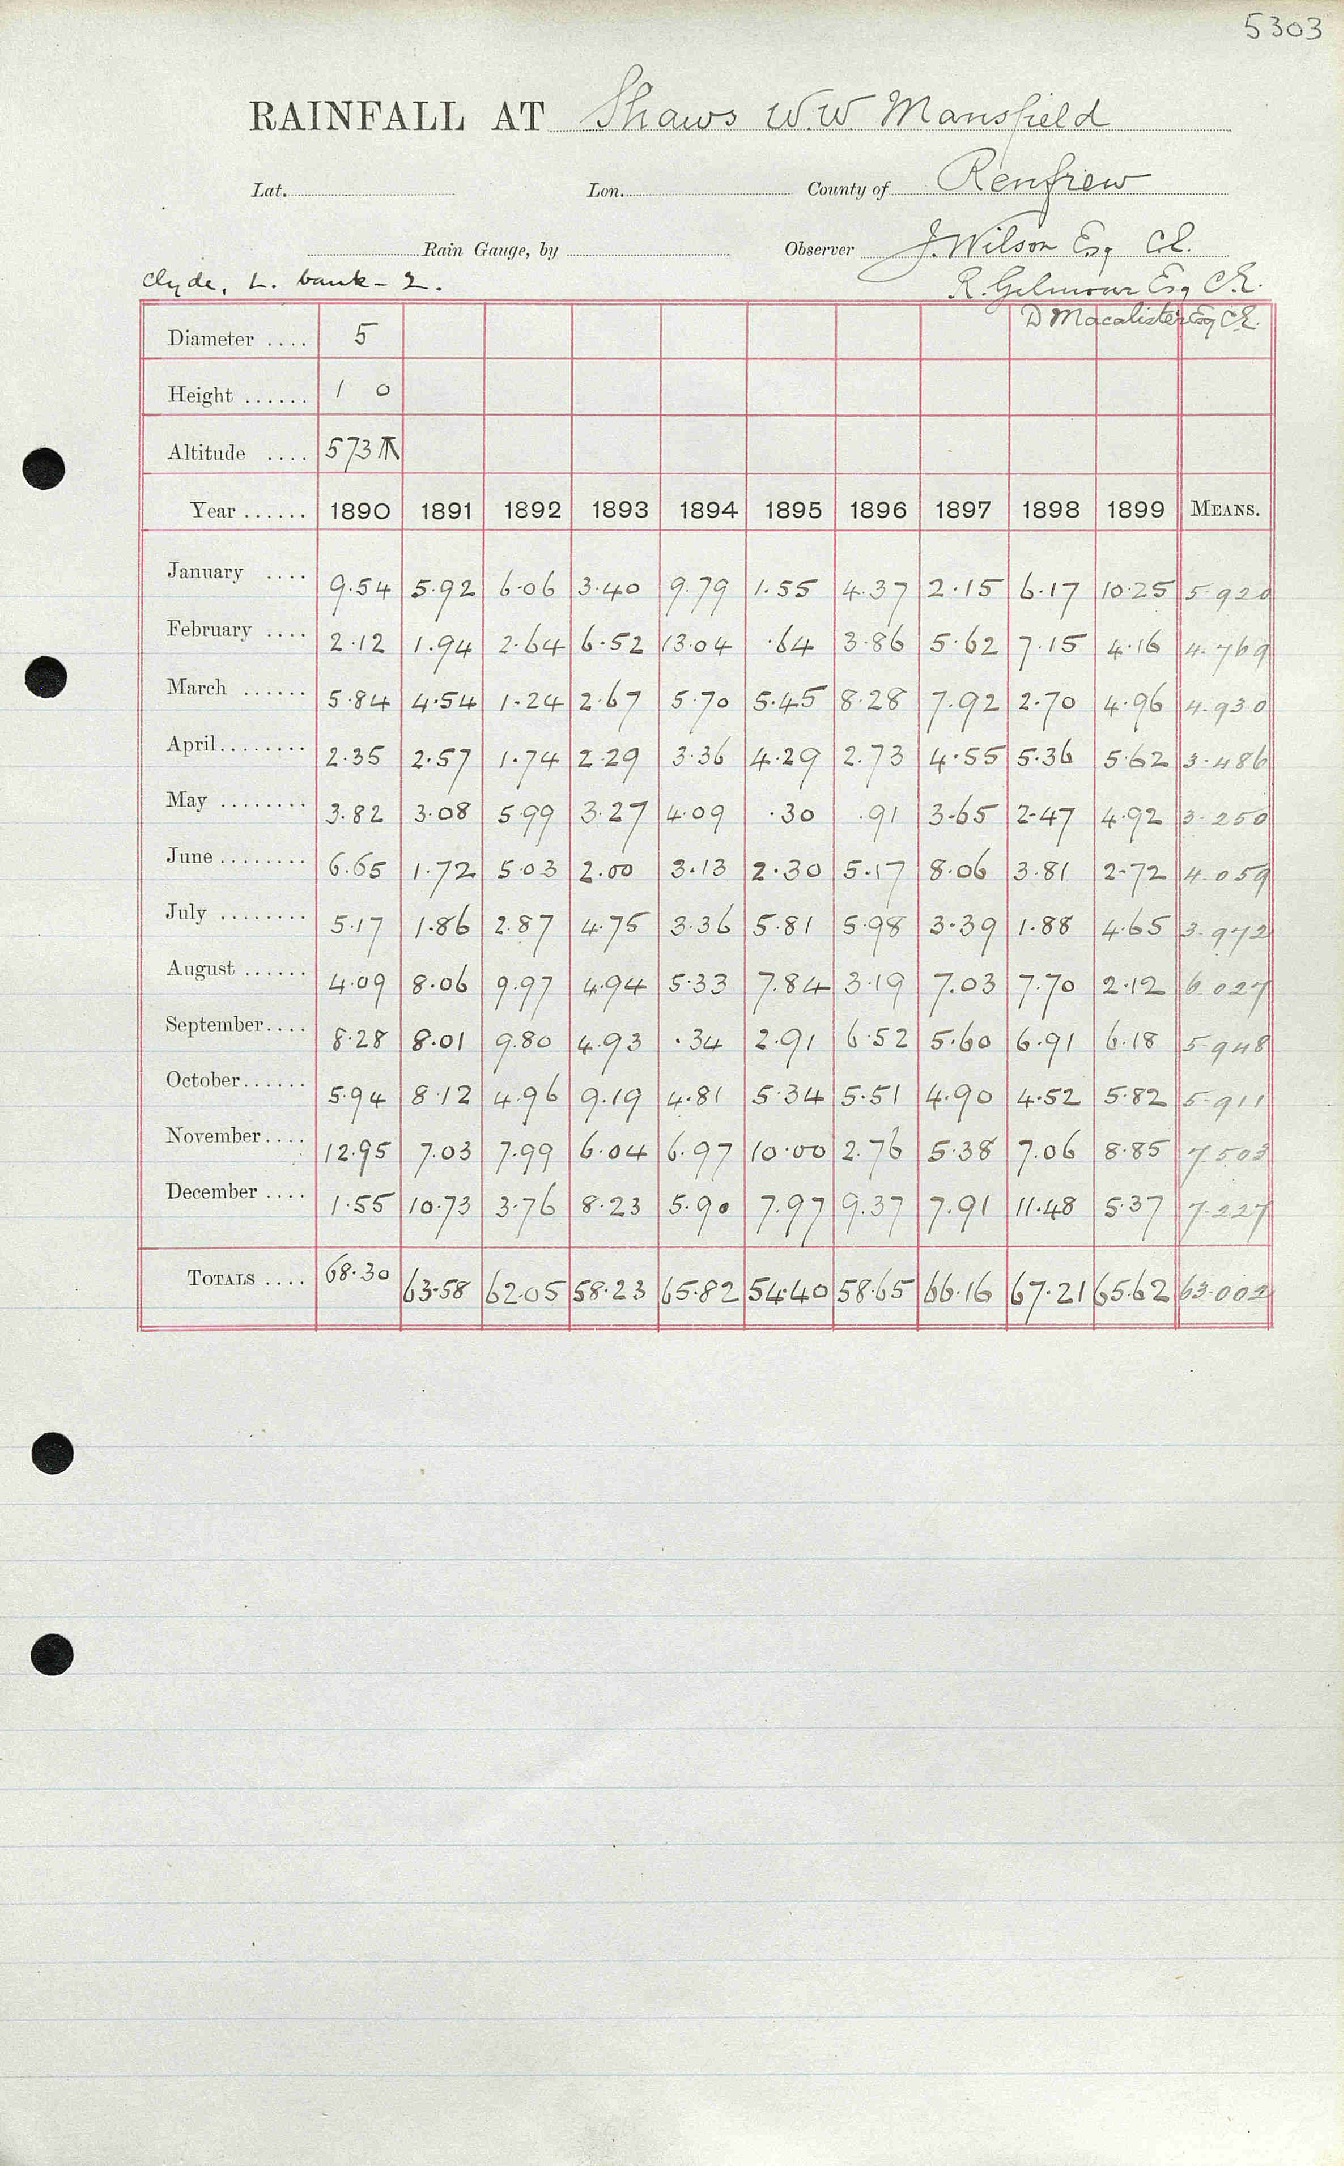 5303
RAINFALL AT Shaws W.W. Mansfield
Lat. Lon. County of Renfrew
Rain Gauge, by Observer J. Wilson Esq C.E.
Clyde, L. bank - 2. R. Gilmour Esq C.E.
D Macalister Esq C.E.
Diameter .... 5
Height ...... 1 0
Altitude .... 573
Year ...... 1890 1891 1892 1893 1894 1895 1896 1897 1898 1899 MEANS.
January .... 9.54 5.92 6.06 3.40 9.79 1.55 4.37 2.15 6.17 10.25 5.920
February .... 2.12 1.94 2.64 6.52 13.04 .64 3.86 5.62 7.15 4.16 4.769
March ...... 5.84 4.54 1.24 2.67 5.70 5.45 8.28 7.92 2.70 4.96 4.930
April ........ 2.35 2.57 1.74 2.29 3.36 4.29 2.73 4.55 5.36 5.62 3.486
May ........ 3.82 3.08 5.99 3.27 4.09 .30 .91 3.65 2.47 4.92 3.250
June ........ 6.65 1.72 5.03 2.00 3.13 2.30 5.17 8.06 3.81 2.72 4.059
July ........ 5.17 1.86 2.87 4.75 3.36 5.81 5.98 3.39 1.88 4.65 3.972
August ...... 4.09 8.06 9.97 4.94 5.33 7.84 3.19 7.03 7.70 2.12 6.027
September .... 8.28 8.01 9.80 4.93 .34 2.91 6.52 5.60 6.91 6.18 5.948
October ...... 5.94 8.12 4.96 9.19 4.81 5.34 5.51 4.90 4.52 5.82 5.911
November .... 12.95 7.03 7.99 6.04 6.97 10.00 2.76 5.38 7.06 8.85 7.503
December .... 1.55 10.73 3.76 8.23 5.90 7.97 9.37 7.91 11.48 5.37 7.227
TOTALS .... 68.30 63.58 62.05 58.23 65.82 54.40 58.65 66.16 67.21 65.62 63.002